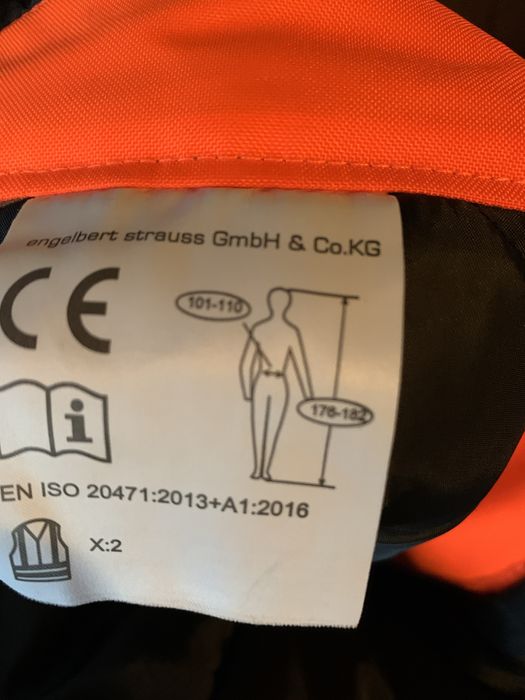 engelbert strauss GmbH & Co.KG
CE
101-110
176-182
i
EN ISO 20471:2013+A1:2016
X:2